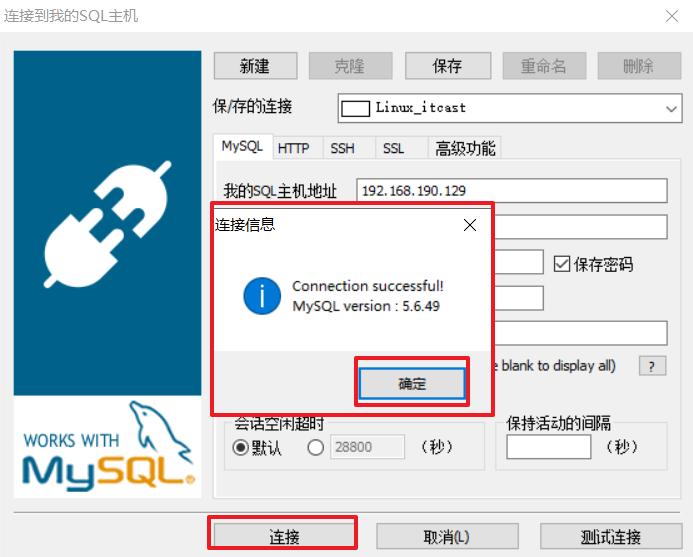 连接到我的SQL主机
新建
克隆
保存
重命名
删除
保/存的连接
Linux_itcast
MySQL
HTTP
SSH
SSL
高级功能
我的SQL主机地址
192.168.190.129
连接信息
保存密码
Connection successful!
MySQL version : 5.6.49
确定
blank to display all)
?
会话空闲超时
保持活动的间隔
默认
28800
（秒）
（秒）
WORKS WITH
MySQL
连接
取消(L)
测试连接